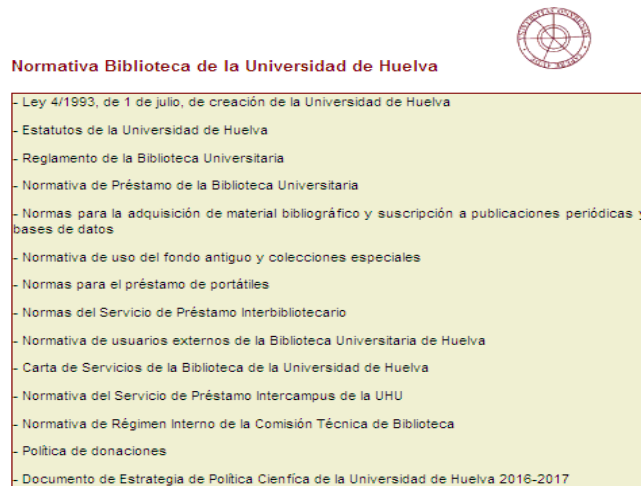 Normativa Biblioteca de la Universidad de Huelva
- Ley 4/1993, de 1 de julio, de creación de la Universidad de Huelva
- Estatutos de la Universidad de Huelva
- Reglamento de la Biblioteca Universitaria
- Normativa de Préstamo de la Biblioteca Universitaria
- Normas para la adquisición de material bibliográfico y suscripción a publicaciones periódicas y
bases de datos
- Normativa de uso del fondo antiguo y colecciones especiales
- Normas para el préstamo de portátiles
- Normas del Servicio de Préstamo Interbibliotecario
- Normativa de usuarios externos de la Biblioteca Universitaria de Huelva
- Carta de Servicios de la Biblioteca de la Universidad de Huelva
- Normativa del Servicio de Préstamo Intercampus de la UHU
- Normativa de Régimen Interno de la Comisión Técnica de Biblioteca
- Política de donaciones
- Documento de Estrategia de Política Cienfíca de la Universidad de Huelva 2016-2017